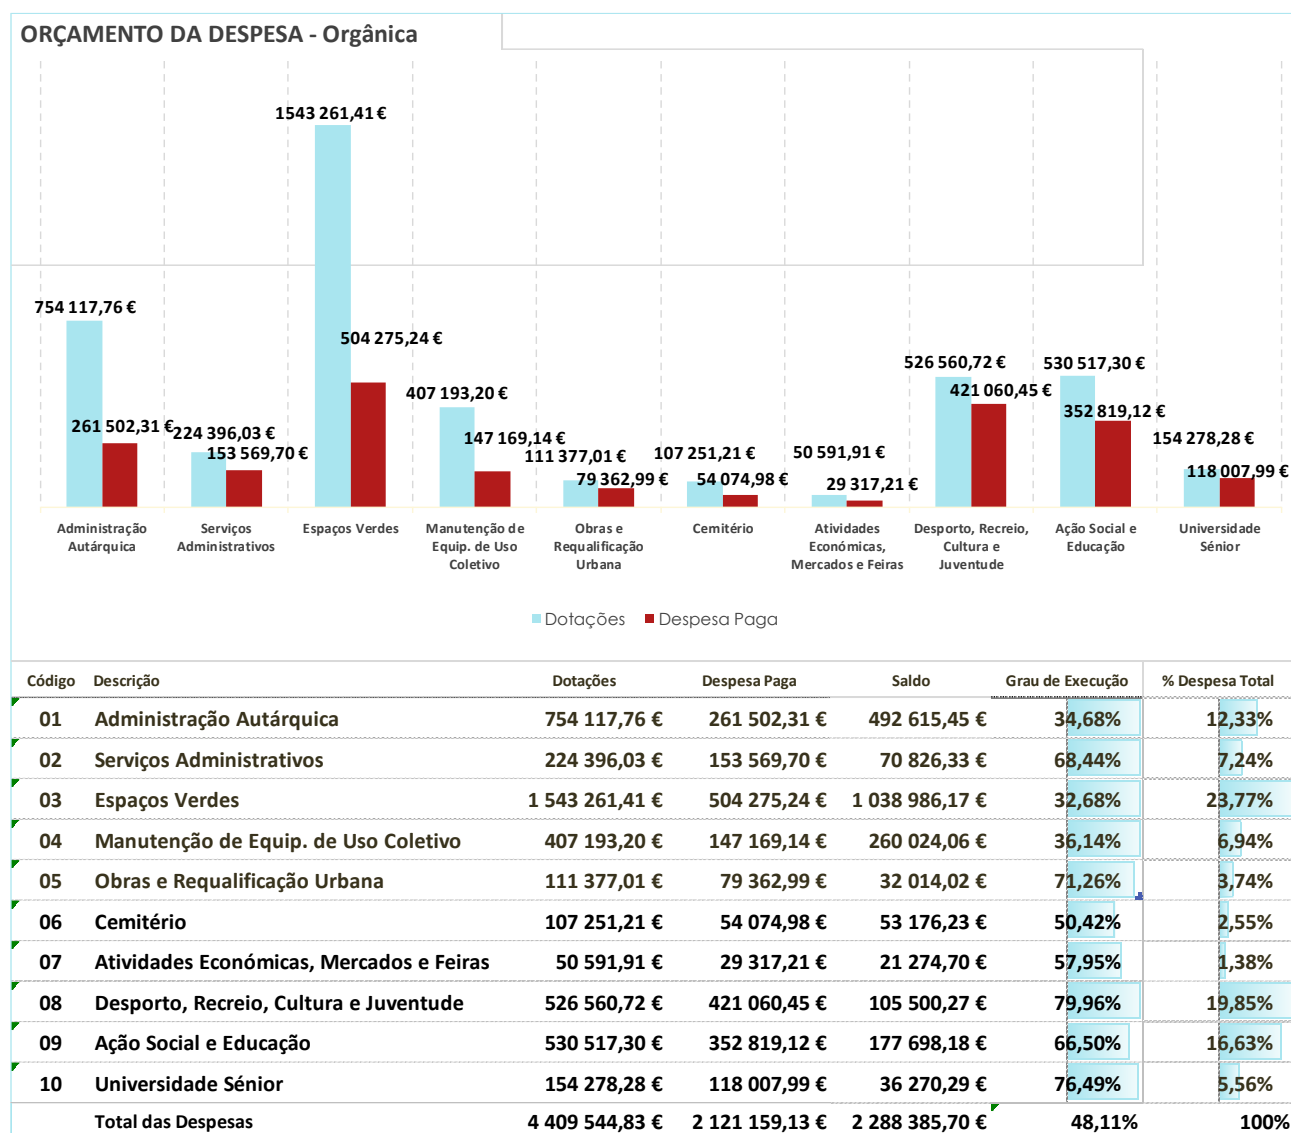 ORÇAMENTO DA DESPESA - Orgânica
1543 261,41 €
754 117,76 €
504 275,24 €
526 560,72 €
530 517,30 €
407 193,20 €
421 060,45 €
352 819,12 €
261 502,31 €
224 396,03 €
147 169,14 €
153 569,70 €
111 377,01 €
107 251,21 €
50 591,91 €
154 278,28 €
79 362,99 €
54 074,98 €
29 317,21 €
118 007,99 €
Administração
Autárquica
Serviços
Administrativos
Espaços Verdes
Manutenção de
Equip. de Uso
Coletivo
Obras e
Requalificação
Urbana
Cemitério
Atividades
Económicas,
Mercados e Feiras
Desporto, Recreio,
Cultura e
Juventude
Ação Social e
Educação
Universidade
Sénior
Dotações Despesa Paga
Código Descrição Dotações Despesa Paga Saldo Grau de Execução % Despesa Total
01 Administração Autárquica 754 117,76 € 261 502,31 € 492 615,45 € 34,68% 12,33%
02 Serviços Administrativos 224 396,03 € 153 569,70 € 70 826,33 € 68,44% 7,24%
03 Espaços Verdes 1 543 261,41 € 504 275,24 € 1 038 986,17 € 32,68% 23,77%
04 Manutenção de Equip. de Uso Coletivo 407 193,20 € 147 169,14 € 260 024,06 € 36,14% 6,94%
05 Obras e Requalificação Urbana 111 377,01 € 79 362,99 € 32 014,02 € 71,26% 3,74%
06 Cemitério 107 251,21 € 54 074,98 € 53 176,23 € 50,42% 2,55%
07 Atividades Económicas, Mercados e Feiras 50 591,91 € 29 317,21 € 21 274,70 € 57,95% 1,38%
08 Desporto, Recreio, Cultura e Juventude 526 560,72 € 421 060,45 € 105 500,27 € 79,96% 19,85%
09 Ação Social e Educação 530 517,30 € 352 819,12 € 177 698,18 € 66,50% 16,63%
10 Universidade Sénior 154 278,28 € 118 007,99 € 36 270,29 € 76,49% 5,56%
Total das Despesas 4 409 544,83 € 2 121 159,13 € 2 288 385,70 € 48,11% 100%